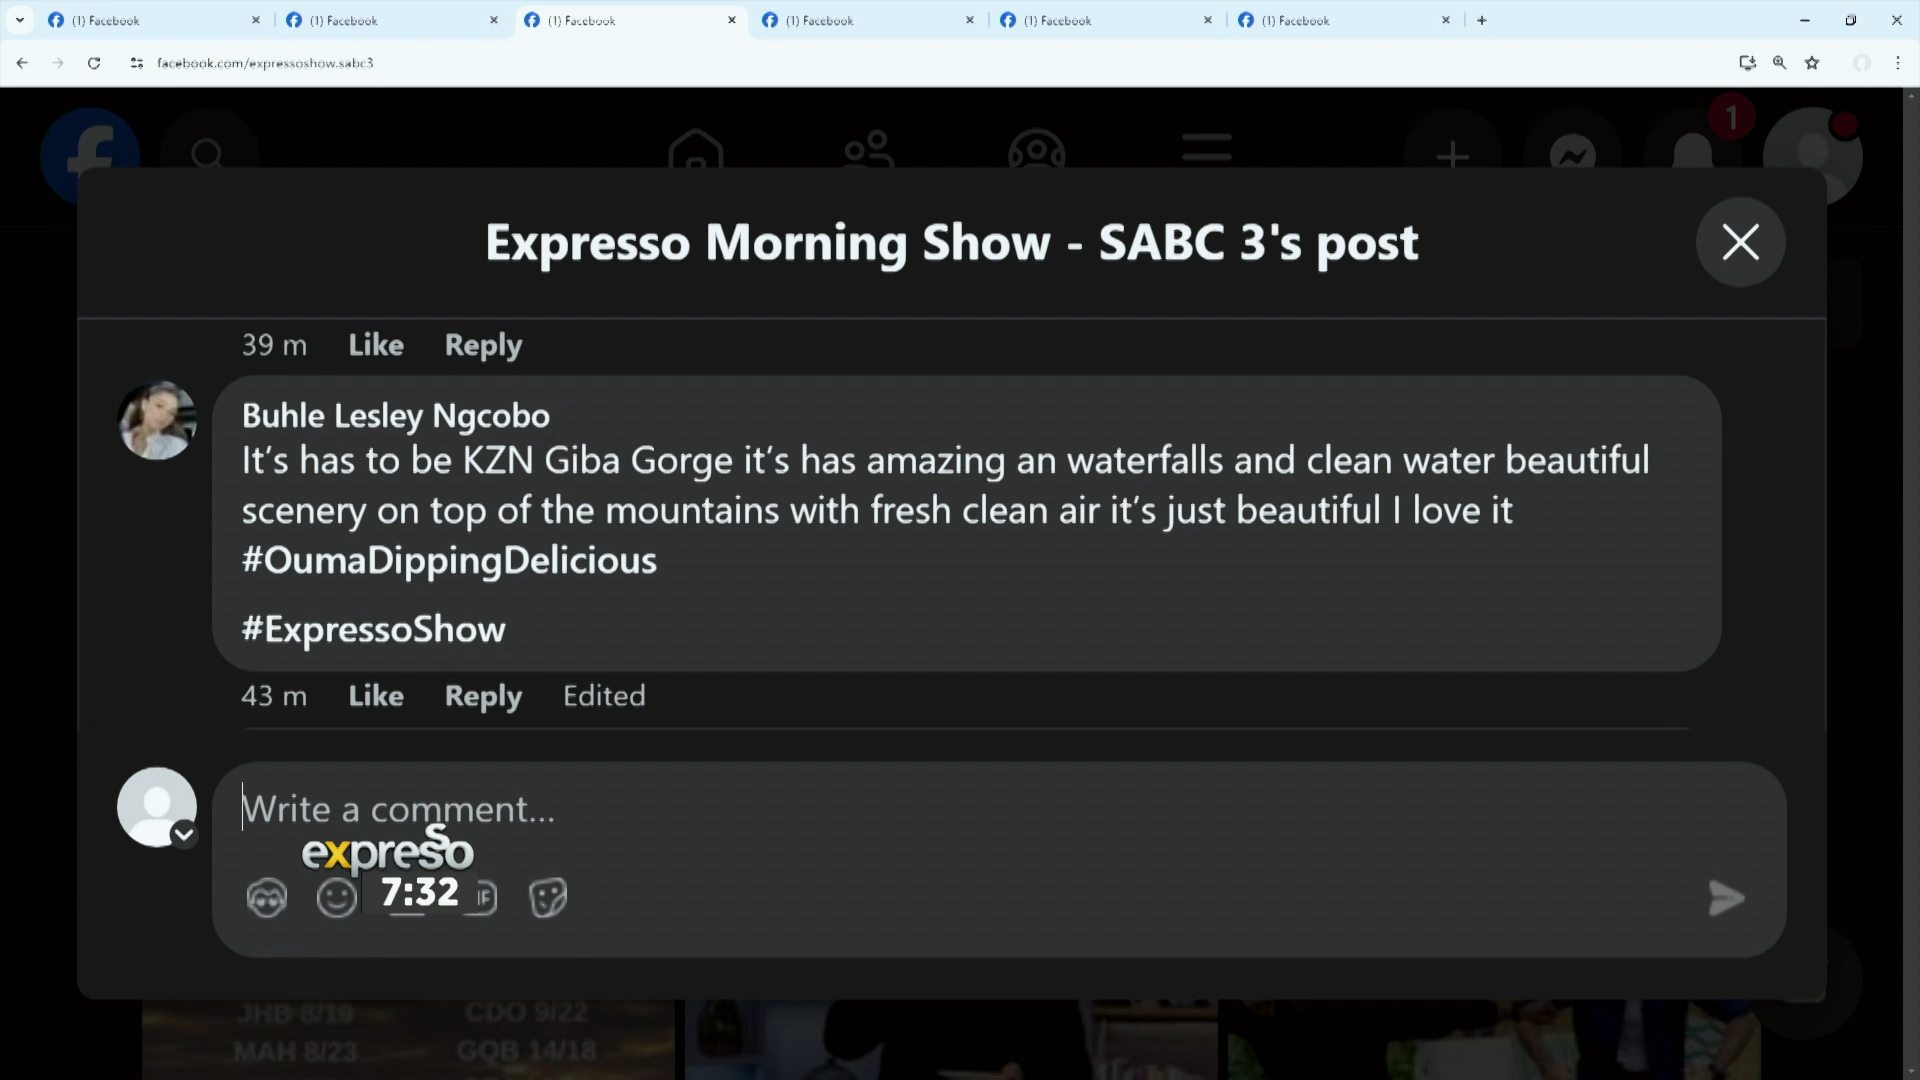 (1) Facebook
(1) Facebook
(1) Facebook
(1) Facebook
(1) Facebook
(1) Facebook
facebook.com/expressoshow.sabc3
1
Expresso Morning Show - SABC 3's post
39 m Like Reply
Buhle Lesley Ngcobo
It’s has to be KZN Giba Gorge it’s has amazing an waterfalls and clean water beautiful
scenery on top of the mountains with fresh clean air it’s just beautiful I love it
#OumaDippingDelicious
#ExpressoShow
43 m Like Reply Edited
Write a comment...
expresso
7:32
JHB 8/19 CDO 9/22
MAH 8/23 GQB 14/18